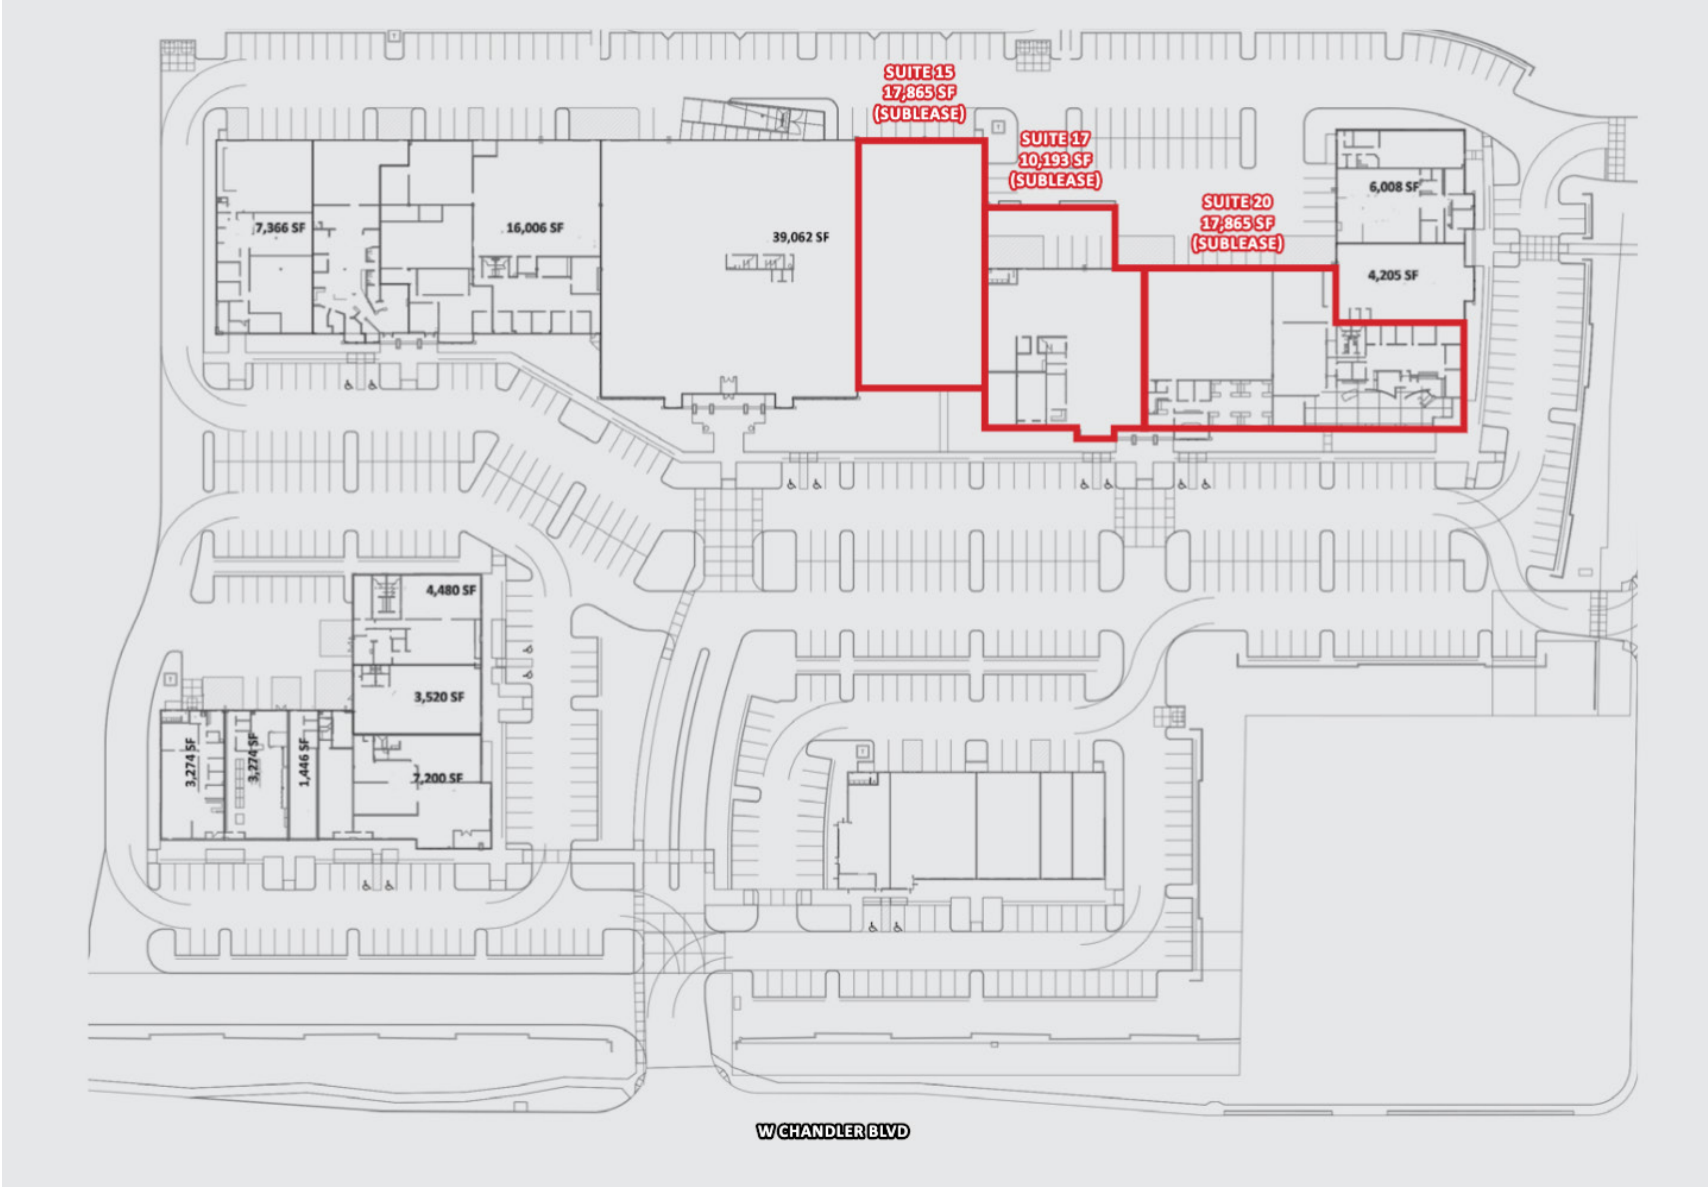 SUITE 15
17,865 SF
(SUBLEASE)
SUITE 17
10,193 SF
(SUBLEASE)
SUITE 20
17,865 SF
(SUBLEASE)
7,366 SF
16,006 SF
39,062 SF
6,008 SF
4,205 SF
4,480 SF
3,520 SF
7,200 SF
3,274 SF
3,274 SF
1,446 SF
W CHANDLER BLVD